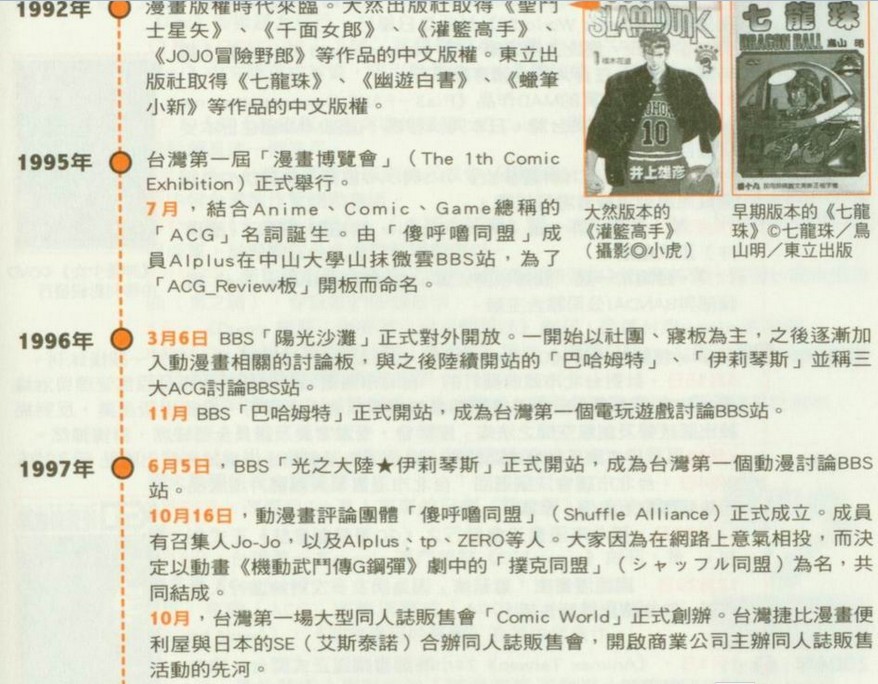 1992年
漫畫版權時代來臨。大然出版社取得《聖鬥
士星矢》、《千面女郎》、《灌籃高手》
《JOJO冒險野郎》等作品的中文版權。東立出
版社取得《七龍珠》、《幽遊白書》、《蠟筆
小新》等作品的中文版權。
SLAM DUNK
1
10
井上雄彥
七龍珠
DRAGON BALL
鳥山明
大然版本的
《灌籃高手》
（攝影◎小虎）
早期版本的《七龍
珠》©七龍珠／鳥
山明／東立出版
1995年
台灣第一屆「漫畫博覽會」（The 1th Comic
Exhibition）正式舉行。
7月，結合Anime、Comic、Game總稱的
「ACG」名詞誕生。由「傻呼嚕同盟」成
員AIplus在中山大學山抹微雲BBS站，為了
「ACG_Review板」開板而命名。
1996年
3月6日 BBS「陽光沙灘」正式對外開放。一開始以社團、寢板為主，之後逐漸加
入動漫畫相關的討論板，與之後陸續開站的「巴哈姆特」、「伊莉琴斯」並稱三
大ACG討論BBS站。
11月 BBS「巴哈姆特」正式開站，成為台灣第一個電玩遊戲討論BBS站。
1997年
6月5日，BBS「光之大陸★伊莉琴斯」正式開站，成為台灣第一個動漫討論BBS
站。
10月16日，動漫畫評論團體「傻呼嚕同盟」（Shuffle Alliance）正式成立。成員
有召集人Jo-Jo，以及AIplus、tp、ZERO等人。大家因為在網路上意氣相投，而決
定以動畫《機動武鬥傳G鋼彈》劇中的「撲克同盟」（シャッフル同盟）為名，共
同結成。
10月，台灣第一場大型同人誌販售會「Comic World」正式創辦。台灣捷比漫畫便
利屋與日本的SE（艾斯泰諾）合辦同人誌販售會，開啟商業公司主辦同人誌販售
活動的先河。